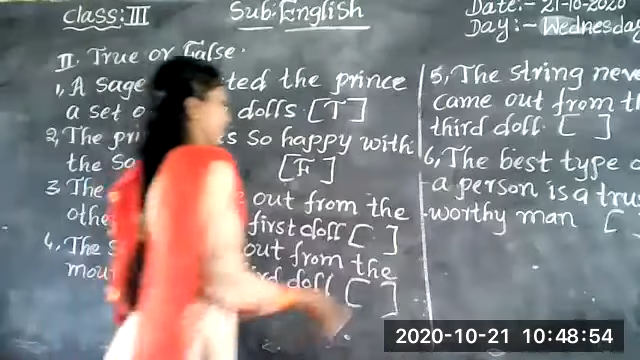 Class: III
Sub: English
Date:- 21-10-2020
Day:- Wednesday
II. True or False.
1, A sage ted the prince
a set o dolls [T]
2, The pri s so happy with
the Sa [F]
3 The out from the
othe first doll [ ]
4. The s out from the
mout ird doll [ ]
5, The string neve
came out from th
third doll. [ ]
6, The best type o
a person is a trus
worthy man [ ]
2020-10-21 10:48:54